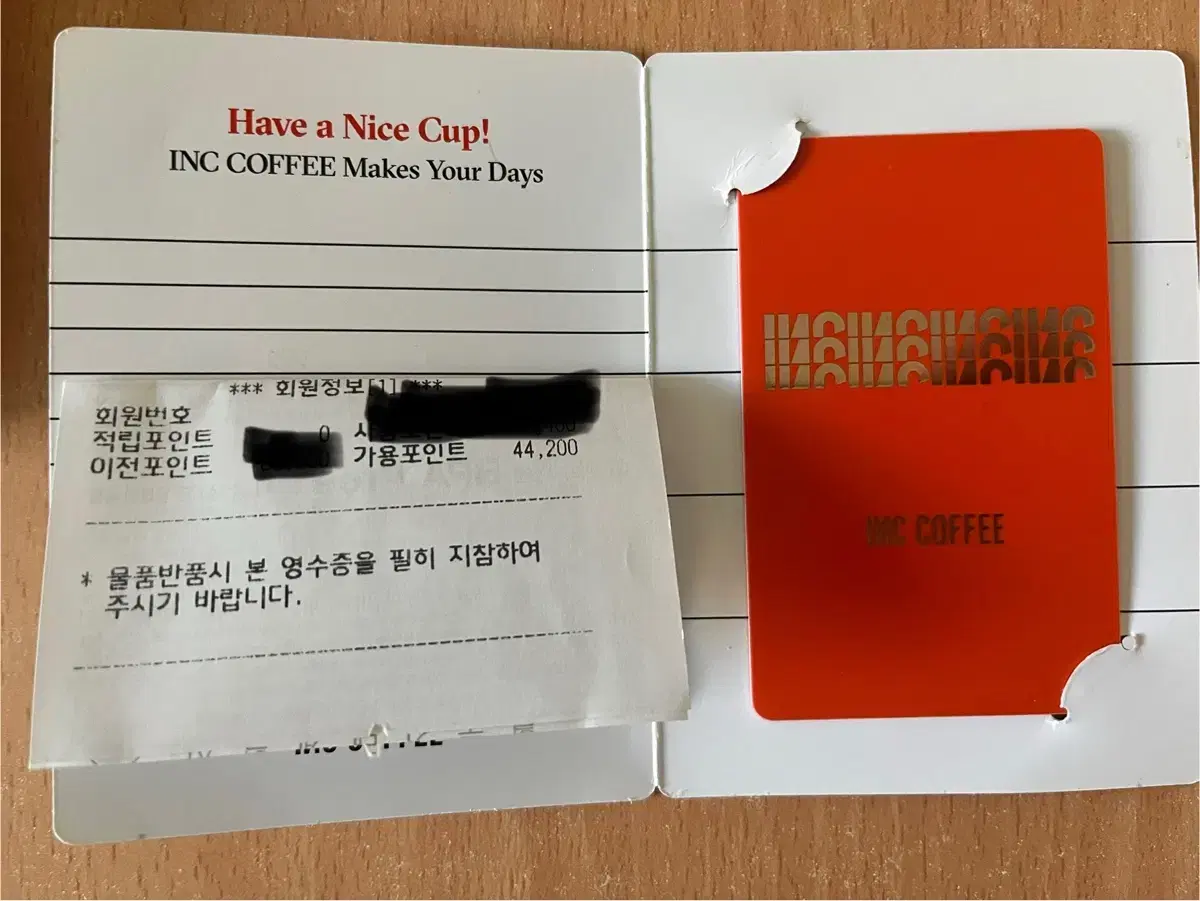 Have a Nice Cup!
INC COFFEE Makes Your Days
*** 회원정보[1] ***
회원번호
적립포인트 0
이전포인트 가용포인트 44,200
* 물품반품시 본 영수증을 필히 지참하여
주시기 바랍니다.
INCINCINCINC
INCINCINCINC
INC COFFEE